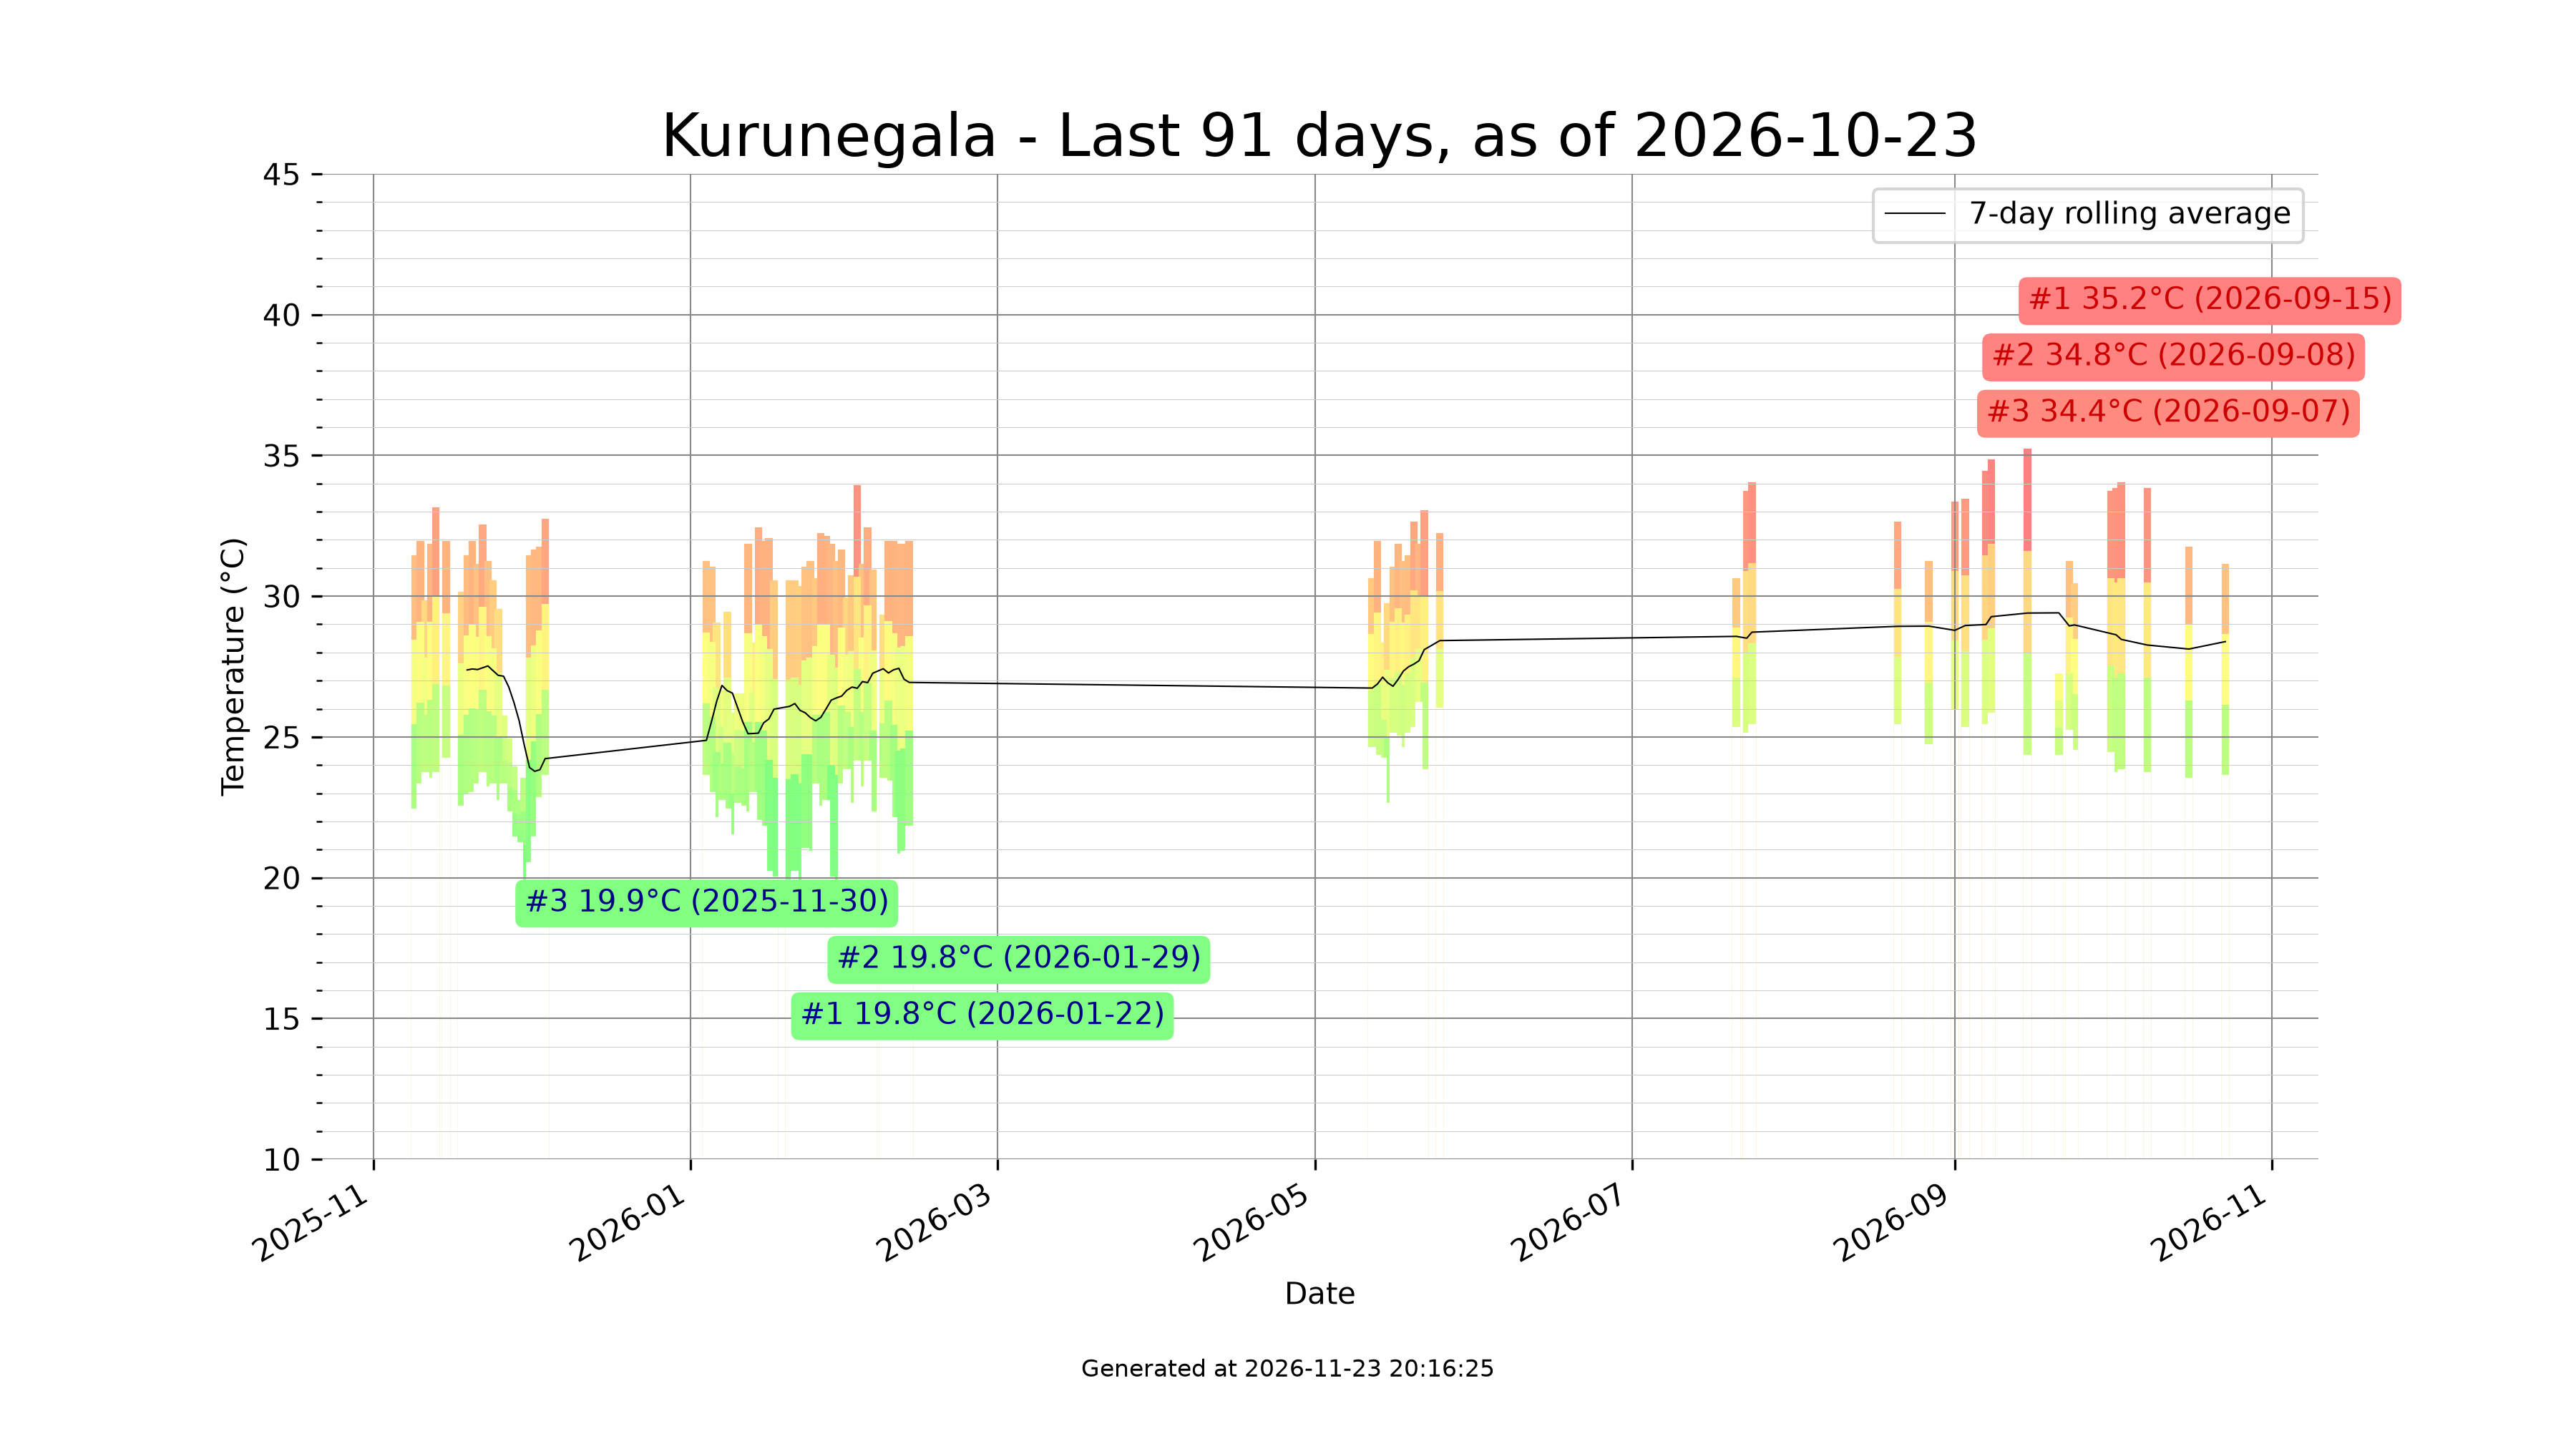 Kurunegala - Last 91 days, as of 2026-10-23
45
40
35
30
25
20
15
10
Temperature (°C)
7-day rolling average
#1 35.2°C (2026-09-15)
#2 34.8°C (2026-09-08)
#3 34.4°C (2026-09-07)
#3 19.9°C (2025-11-30)
#2 19.8°C (2026-01-29)
#1 19.8°C (2026-01-22)
2025-11
2026-01
2026-03
2026-05
2026-07
2026-09
2026-11
Date
Generated at 2026-11-23 20:16:25